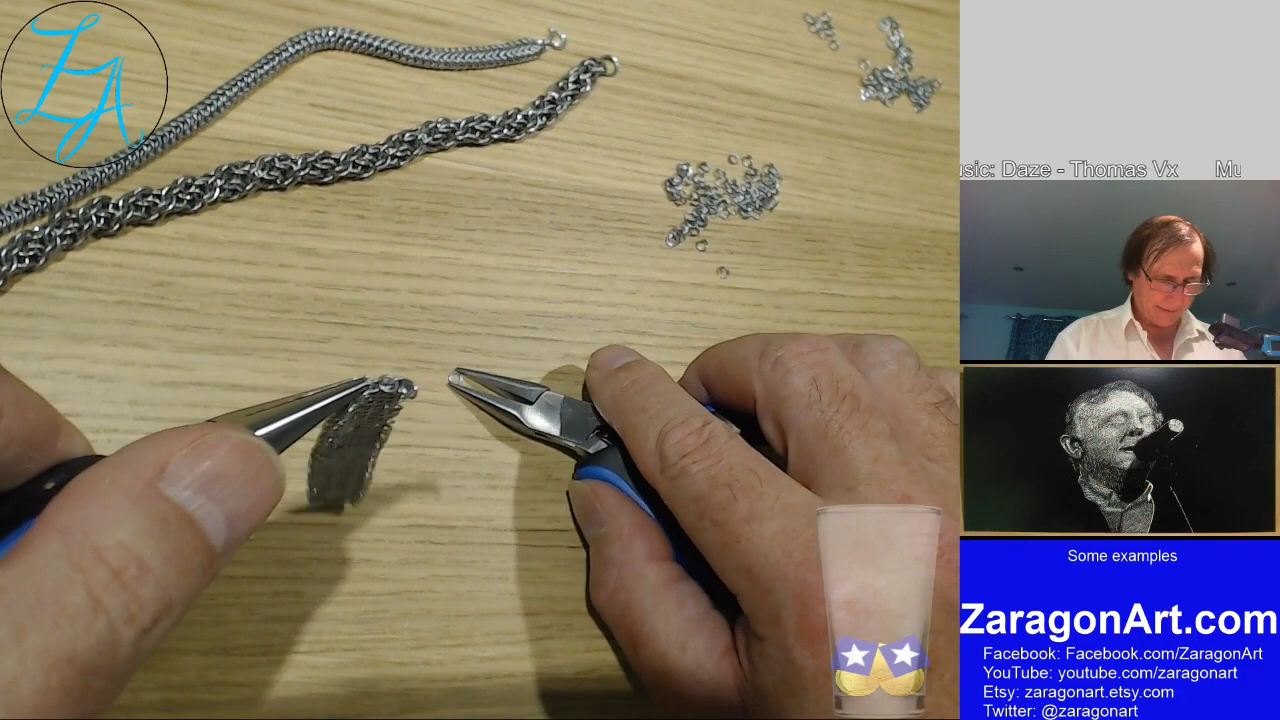 ZA
usic: Daze - Thomas Vx Mu
Some examples
ZaragonArt.com
Facebook: Facebook.com/ZaragonArt
YouTube: youtube.com/zaragonart
Etsy: zaragonart.etsy.com
Twitter: @zaragonart